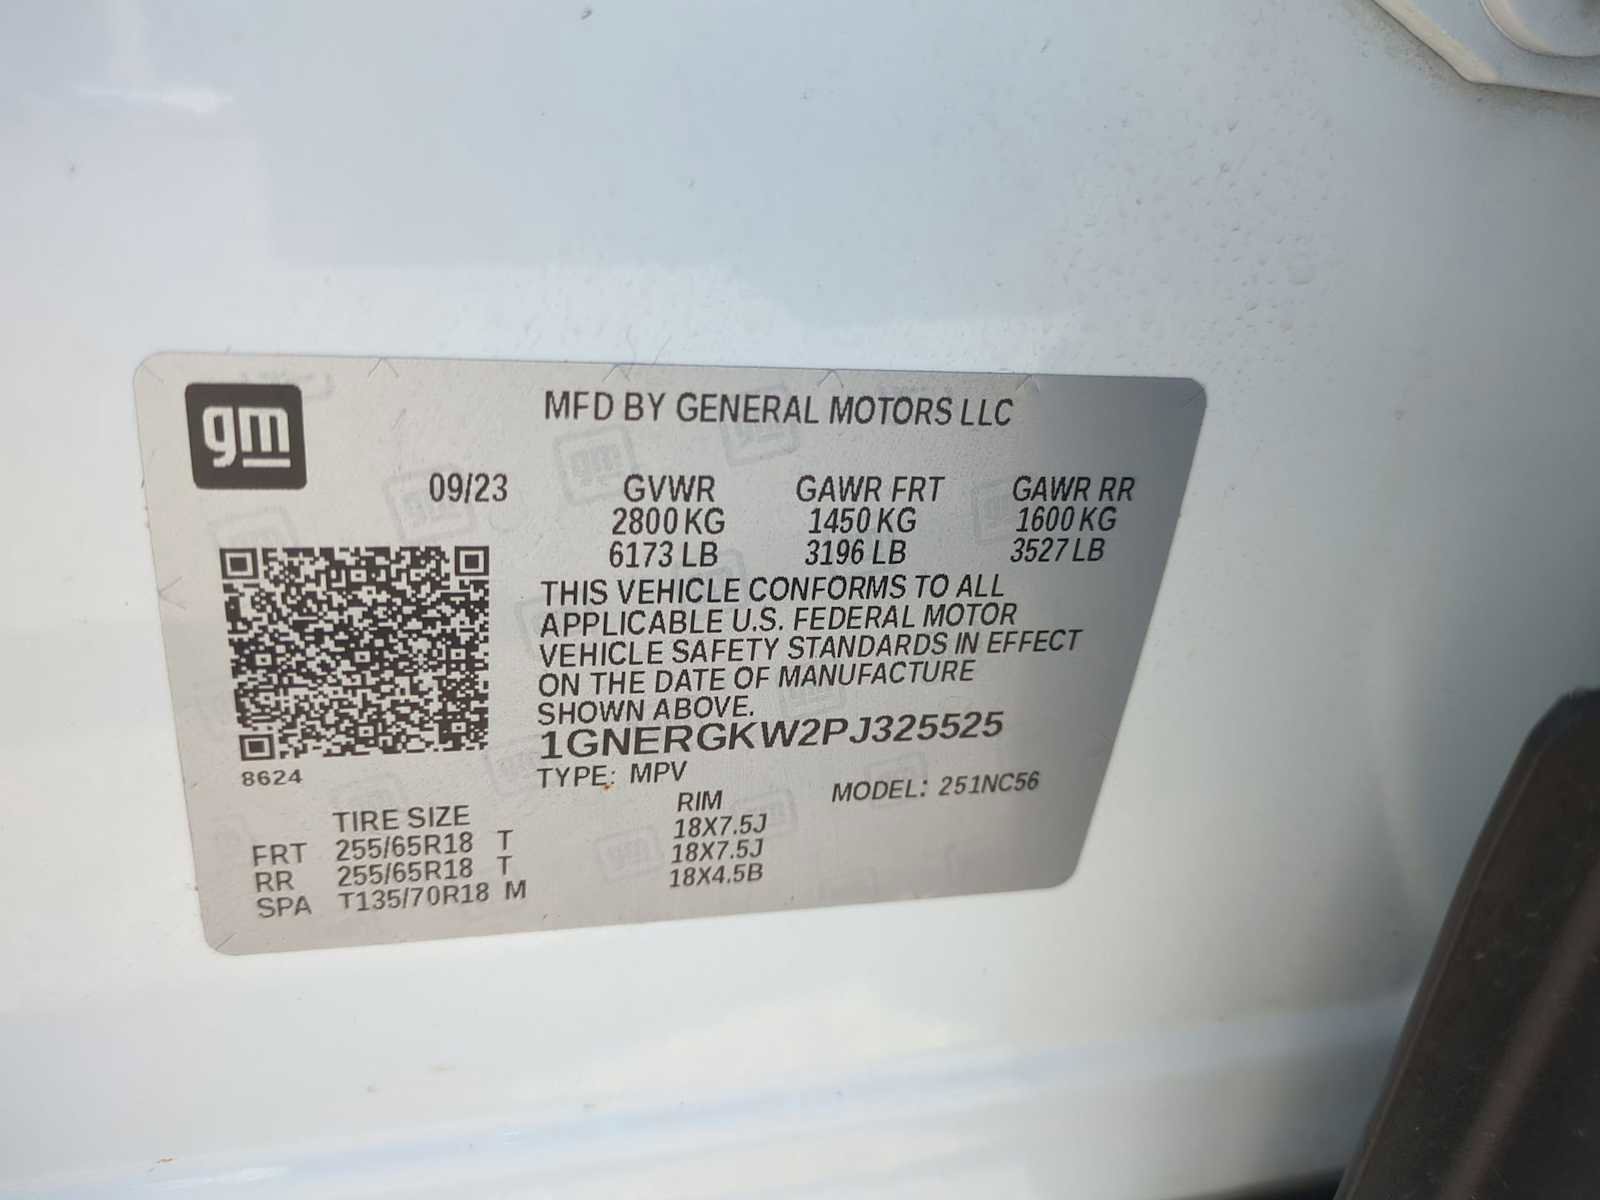 gm
MFD BY GENERAL MOTORS LLC
09/23 GVWR GAWR FRT GAWR RR
2800 KG 1450 KG 1600 KG
6173 LB 3196 LB 3527 LB
THIS VEHICLE CONFORMS TO ALL
APPLICABLE U.S. FEDERAL MOTOR
VEHICLE SAFETY STANDARDS IN EFFECT
ON THE DATE OF MANUFACTURE
SHOWN ABOVE.
1GNERGKW2PJ325525
8624
TYPE: MPV MODEL: 251NC56
TIRE SIZE RIM
FRT 255/65R18 T 18X7.5J
RR 255/65R18 T 18X7.5J
SPA T135/70R18 M 18X4.5B